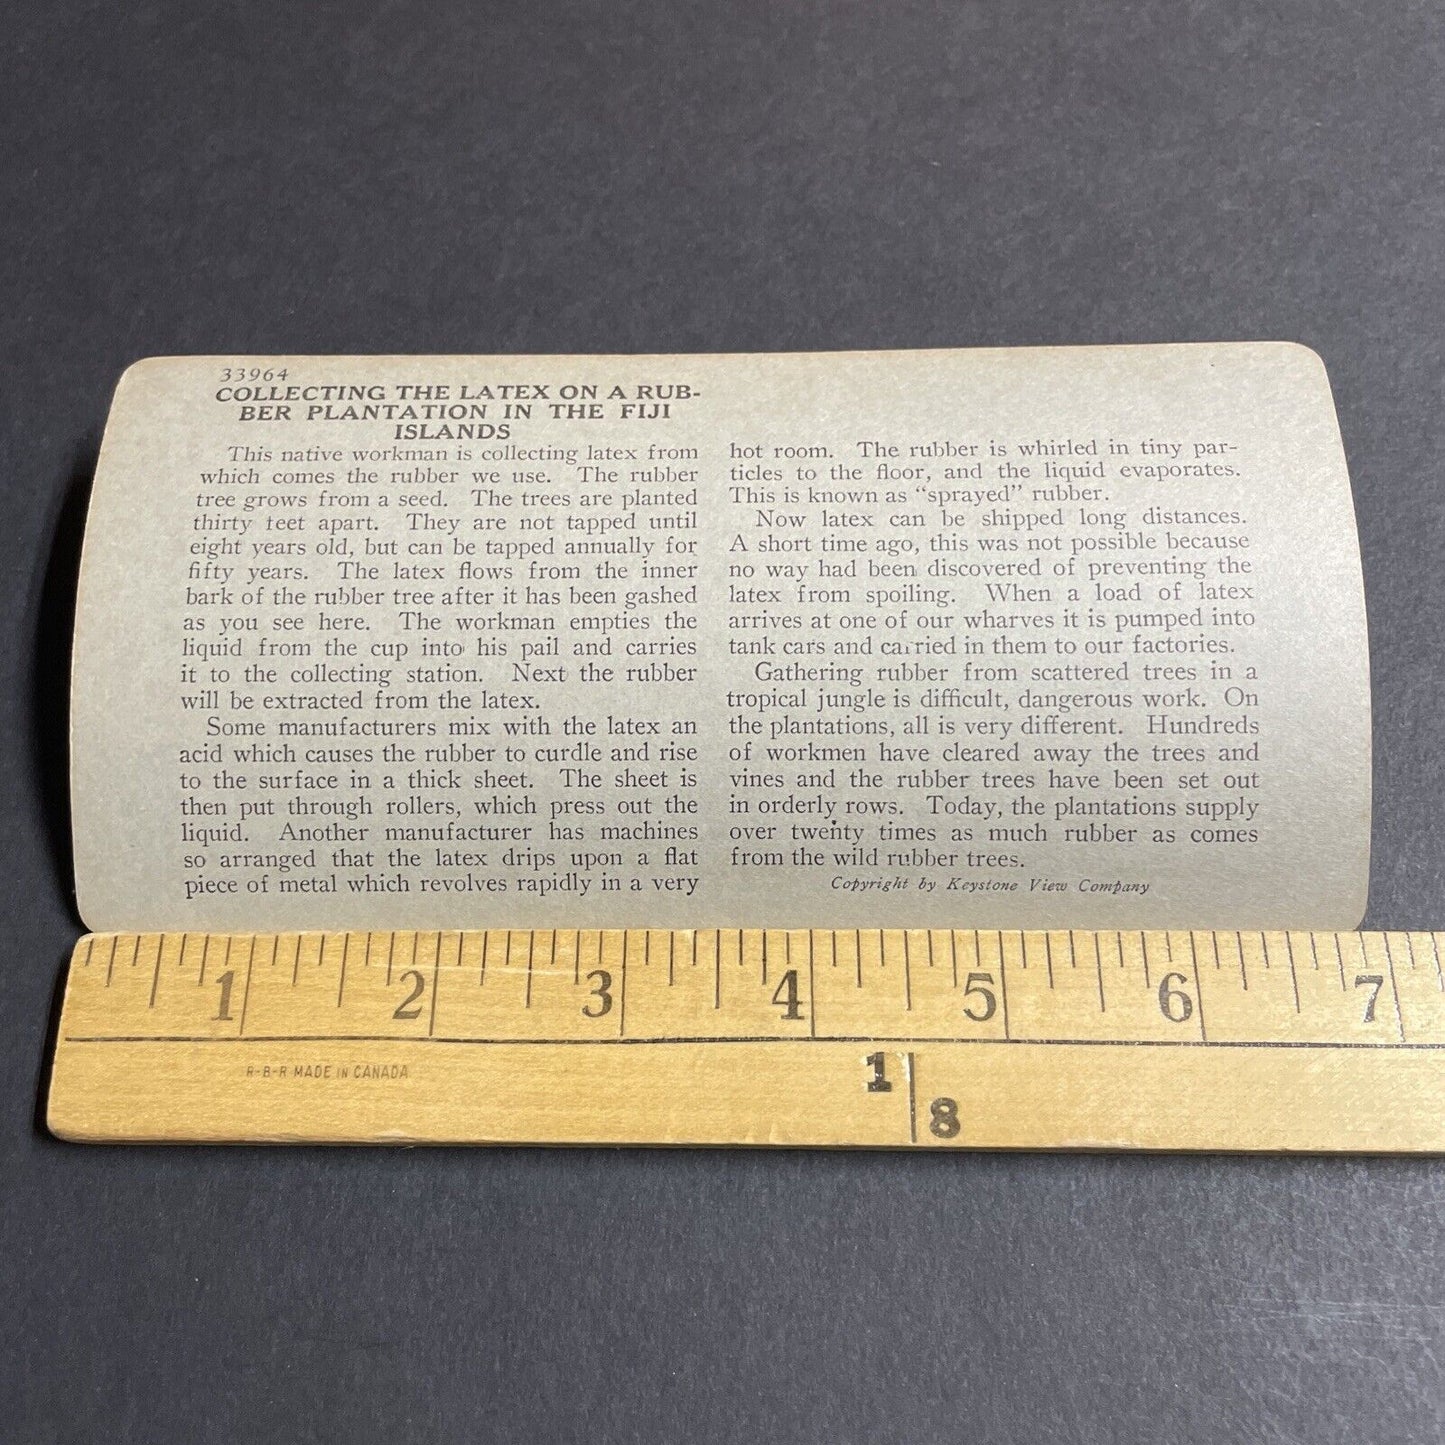 33964
COLLECTING THE LATEX ON A RUB-
BER PLANTATION IN THE FIJI
ISLANDS
This native workman is collecting latex from
which comes the rubber we use. The rubber
tree grows from a seed. The trees are planted
thirty feet apart. They are not tapped until
eight years old, but can be tapped annually for
fifty years. The latex flows from the inner
bark of the rubber tree after it has been gashed
as you see here. The workman empties the
liquid from the cup into his pail and carries
it to the collecting station. Next the rubber
will be extracted from the latex.
Some manufacturers mix with the latex an
acid which causes the rubber to curdle and rise
to the surface in a thick sheet. The sheet is
then put through rollers, which press out the
liquid. Another manufacturer has machines
so arranged that the latex drips upon a flat
piece of metal which revolves rapidly in a very
hot room. The rubber is whirled in tiny par-
ticles to the floor, and the liquid evaporates.
This is known as "sprayed" rubber.
Now latex can be shipped long distances.
A short time ago, this was not possible because
no way had been discovered of preventing the
latex from spoiling. When a load of latex
arrives at one of our wharves it is pumped into
tank cars and carried in them to our factories.
Gathering rubber from scattered trees in a
tropical jungle is difficult, dangerous work. On
the plantations, all is very different. Hundreds
of workmen have cleared away the trees and
vines and the rubber trees have been set out
in orderly rows. Today, the plantations supply
over twenty times as much rubber as comes
from the wild rubber trees.
Copyright by Keystone View Company
1 2 3 4 5 6 7
R-B-R MADE IN CANADA
1
8